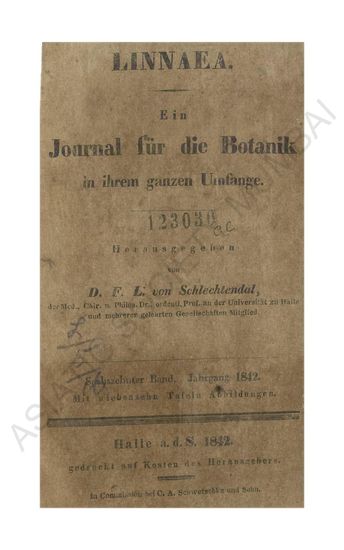 LINNAEA.
Ein
Journal für die Botanik
in ihrem ganzen Umfange.
123030
Herausgegeben
von
D. F. L. von Schlechtendal,
der Med., Chir. u. Philos. Dr., ordentl. Prof. an der Universität zu Halle
und mehrerer gelehrten Gesellschaften Mitglied.
Sechszehnter Band. Jahrgang 1842.
Mit siebenzehn Tafeln Abbildungen.
Halle a. d. S. 1842.
gedruckt auf Kosten des Herausgebers.
in Commission bei C. A. Schwetschke und Sohn.